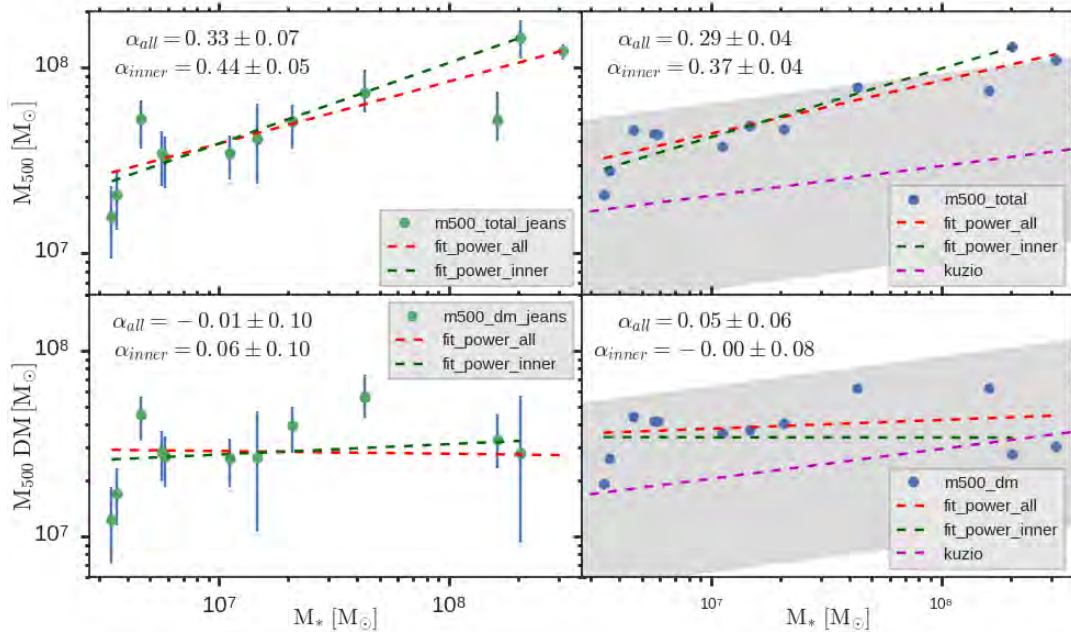 α_all = 0.33 ± 0.07
α_inner = 0.44 ± 0.05
M_500 [M_⊙]
10^8
10^7
m500_total_jeans
fit_power_all
fit_power_inner
α_all = 0.29 ± 0.04
α_inner = 0.37 ± 0.04
m500_total
fit_power_all
fit_power_inner
kuzio
α_all = −0.01 ± 0.10
α_inner = 0.06 ± 0.10
M_500 DM [M_⊙]
10^8
10^7
m500_dm_jeans
fit_power_all
fit_power_inner
10^7
10^8
M_* [M_⊙]
α_all = 0.05 ± 0.06
α_inner = −0.00 ± 0.08
m500_dm
fit_power_all
fit_power_inner
kuzio
10^7
10^8
M_* [M_⊙]